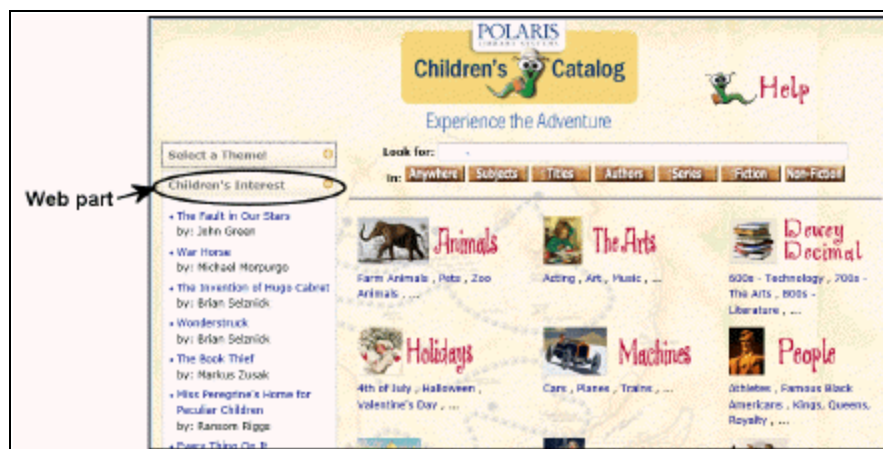 POLARIS
LIBRARY SYSTEMS
Children's Catalog
Help
Experience the Adventure
Select a Theme!
Look for:
Children's Interest
In: Anywhere Subjects Titles Authors Series Fiction Non-Fiction
Web part
The Fault in Our Stars
by: John Green
War Horse
by: Michael Morpurgo
The Invention of Hugo Cabret
by: Brian Selznick
Wonderstruck
by: Brian Selznick
The Book Thief
by: Markus Zusak
Miss Peregrine's Home for
Peculiar Children
by: Ransom Riggs
Every Thing On It
Animals
Farm Animals , Pets , Zoo
Animals , ...
The Arts
Acting , Art , Music , ...
Dewey
Decimal
600s - Technology , 700s -
The Arts , 800s -
Literature , ...
Holidays
4th of July , Halloween ,
Valentine's Day , ...
Machines
Cars , Planes , Trains , ...
People
Athletes , Famous Black
Americans , Kings, Queens,
Royalty , ...